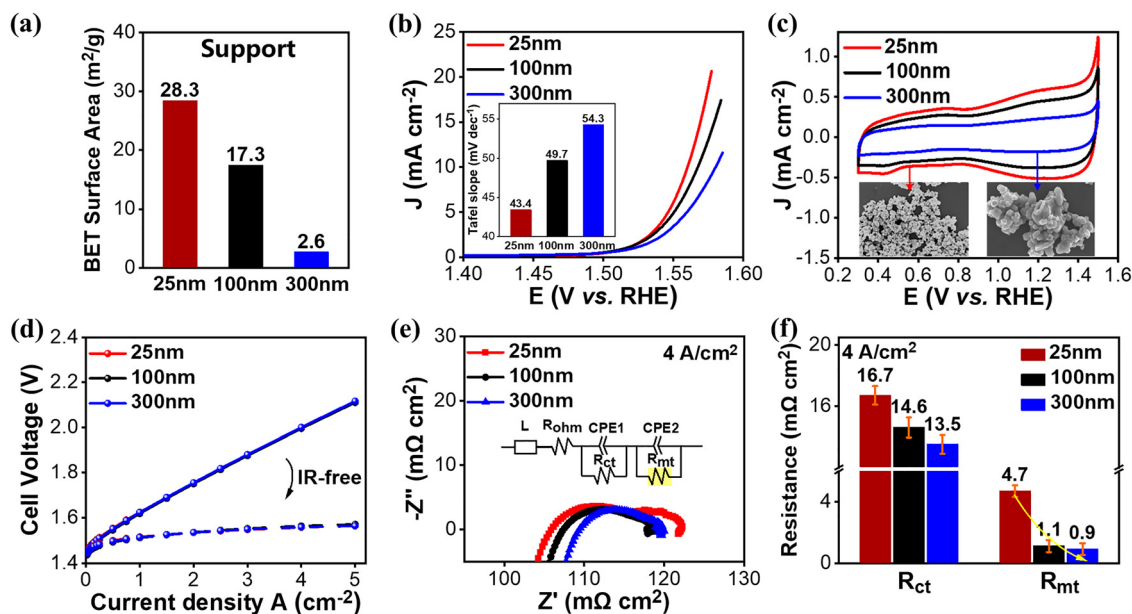 (a)
BET Surface Area (m²/g)
40
30
20
10
0
Support
28.3
17.3
2.6
25nm 100nm 300nm
(b)
J (mA cm⁻²)
25
20
15
10
5
0
25nm
100nm
300nm
Tafel slope (mV dec⁻¹)
55
50
45
40
43.4
49.7
54.3
25nm 100nm 300nm
1.40 1.45 1.50 1.55 1.60
E (V vs. RHE)
(c)
J (mA cm⁻²)
1.0
0.5
0.0
-0.5
-1.0
-1.5
25nm
100nm
300nm
0.2 0.4 0.6 0.8 1.0 1.2 1.4 1.6
E (V vs. RHE)
(d)
Cell Voltage (V)
2.4
2.2
2.0
1.8
1.6
1.4
25nm
100nm
300nm
IR-free
0 1 2 3 4 5
Current density A (cm⁻²)
(e)
-Z" (mΩ cm²)
30
20
10
0
25nm
100nm
300nm
4 A/cm²
L
Rohm
CPE1
Rct
CPE2
Rmt
100 110 120 130
Z' (mΩ cm²)
(f)
Resistance (mΩ cm²)
20
16
4
0
4 A/cm²
25nm
100nm
300nm
16.7
14.6
13.5
4.7
1.1
0.9
Rct
Rmt